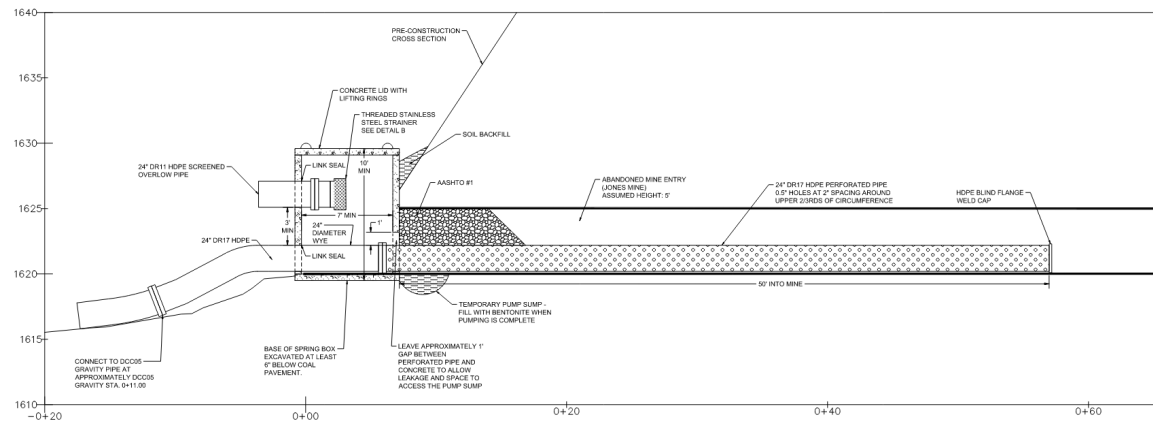 1640
1635
1630
1625
1620
1615
1610
-0+20
0+00
0+20
0+40
0+60
PRE-CONSTRUCTION
CROSS SECTION
CONCRETE LID WITH
LIFTING RINGS
THREADED STAINLESS
STEEL STRAINER
SEE DETAIL B
SOIL BACKFILL
24" DR11 HDPE SCREENED
OVERLOW PIPE
LINK SEAL
10'
MIN
AASHTO #1
ABANDONED MINE ENTRY
(JONES MINE)
ASSUMED HEIGHT: 5'
24" DR17 HDPE PERFORATED PIPE
0.5" HOLES AT 2" SPACING AROUND
UPPER 2/3RDS OF CIRCUMFERENCE
HDPE BLIND FLANGE
WELD CAP
7' MIN
3'
MIN
1'
24"
DIAMETER
WYE
24" DR17 HDPE
LINK SEAL
50' INTO MINE
TEMPORARY PUMP SUMP -
FILL WITH BENTONITE WHEN
PUMPING IS COMPLETE
CONNECT TO DCC05
GRAVITY PIPE AT
APPROXIMATELY DCC05
GRAVITY STA. 0+11.00
BASE OF SPRING BOX
EXCAVATED AT LEAST
6" BELOW COAL
PAVEMENT.
LEAVE APPROXIMATELY 1'
GAP BETWEEN
PERFORATED PIPE AND
CONCRETE TO ALLOW
LEAKAGE AND SPACE TO
ACCESS THE PUMP SUMP